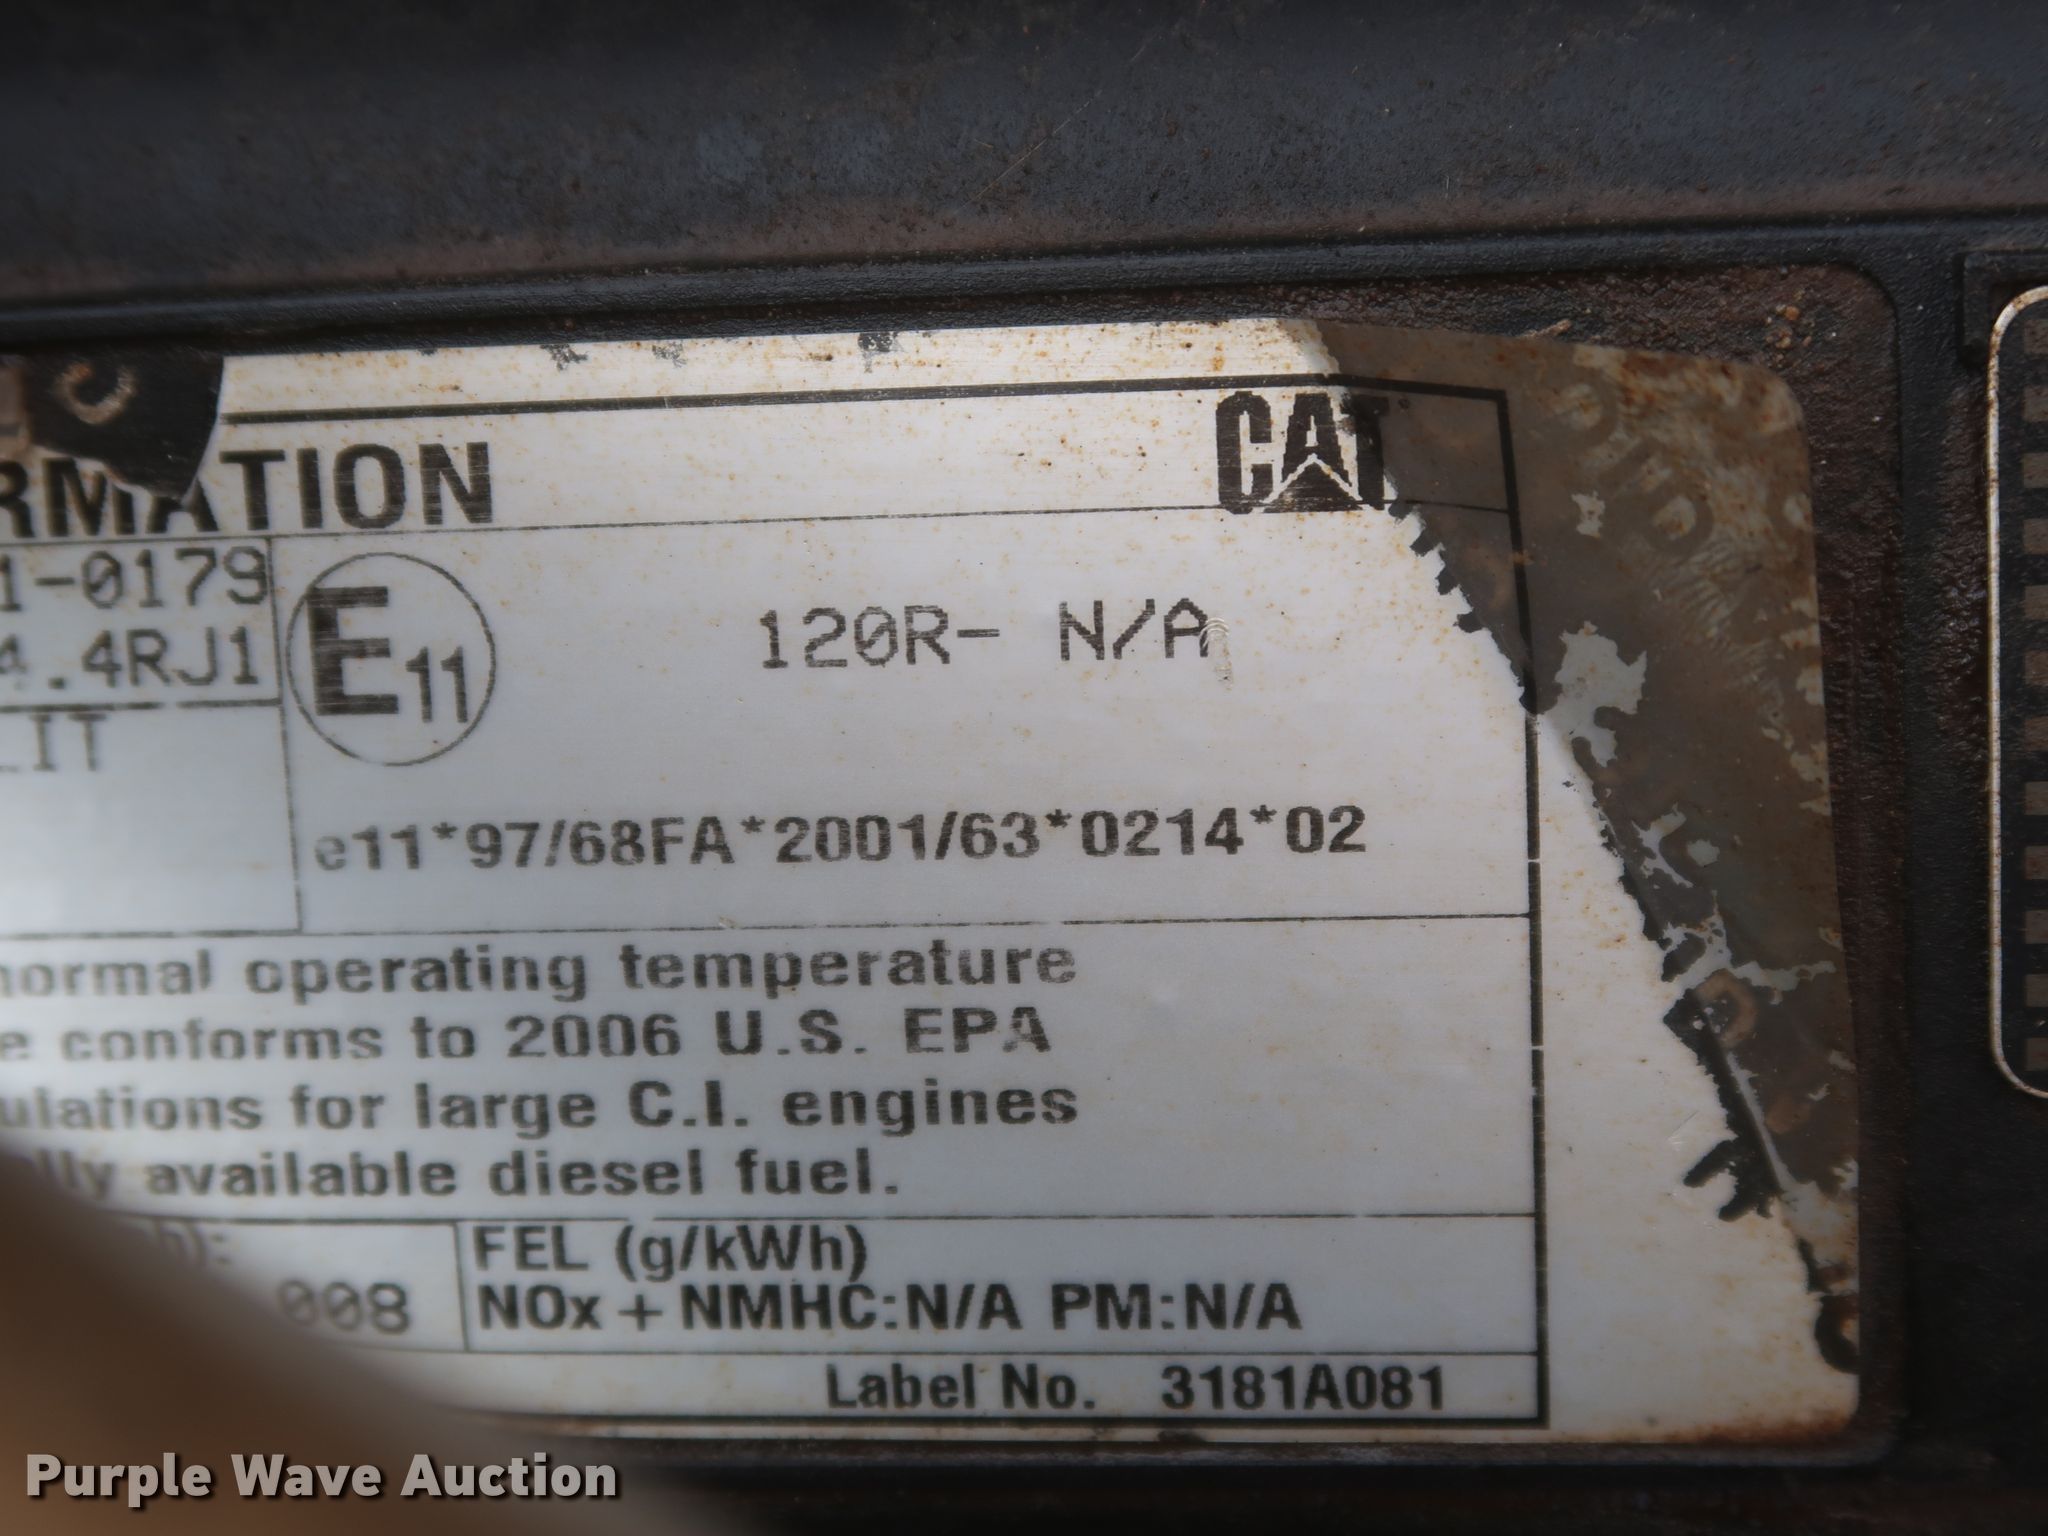 RMATION
CAT
1-0179
4.4RJ1
LIT
E11
120R- N/A
e11*97/68FA*2001/63*0214*02
normal operating temperature
e conforms to 2006 U.S. EPA
ulations for large C.I. engines
lly available diesel fuel.
h):
008
FEL (g/kWh)
NOx + NMHC:N/A PM:N/A
Label No. 3181A081
Purple Wave Auction